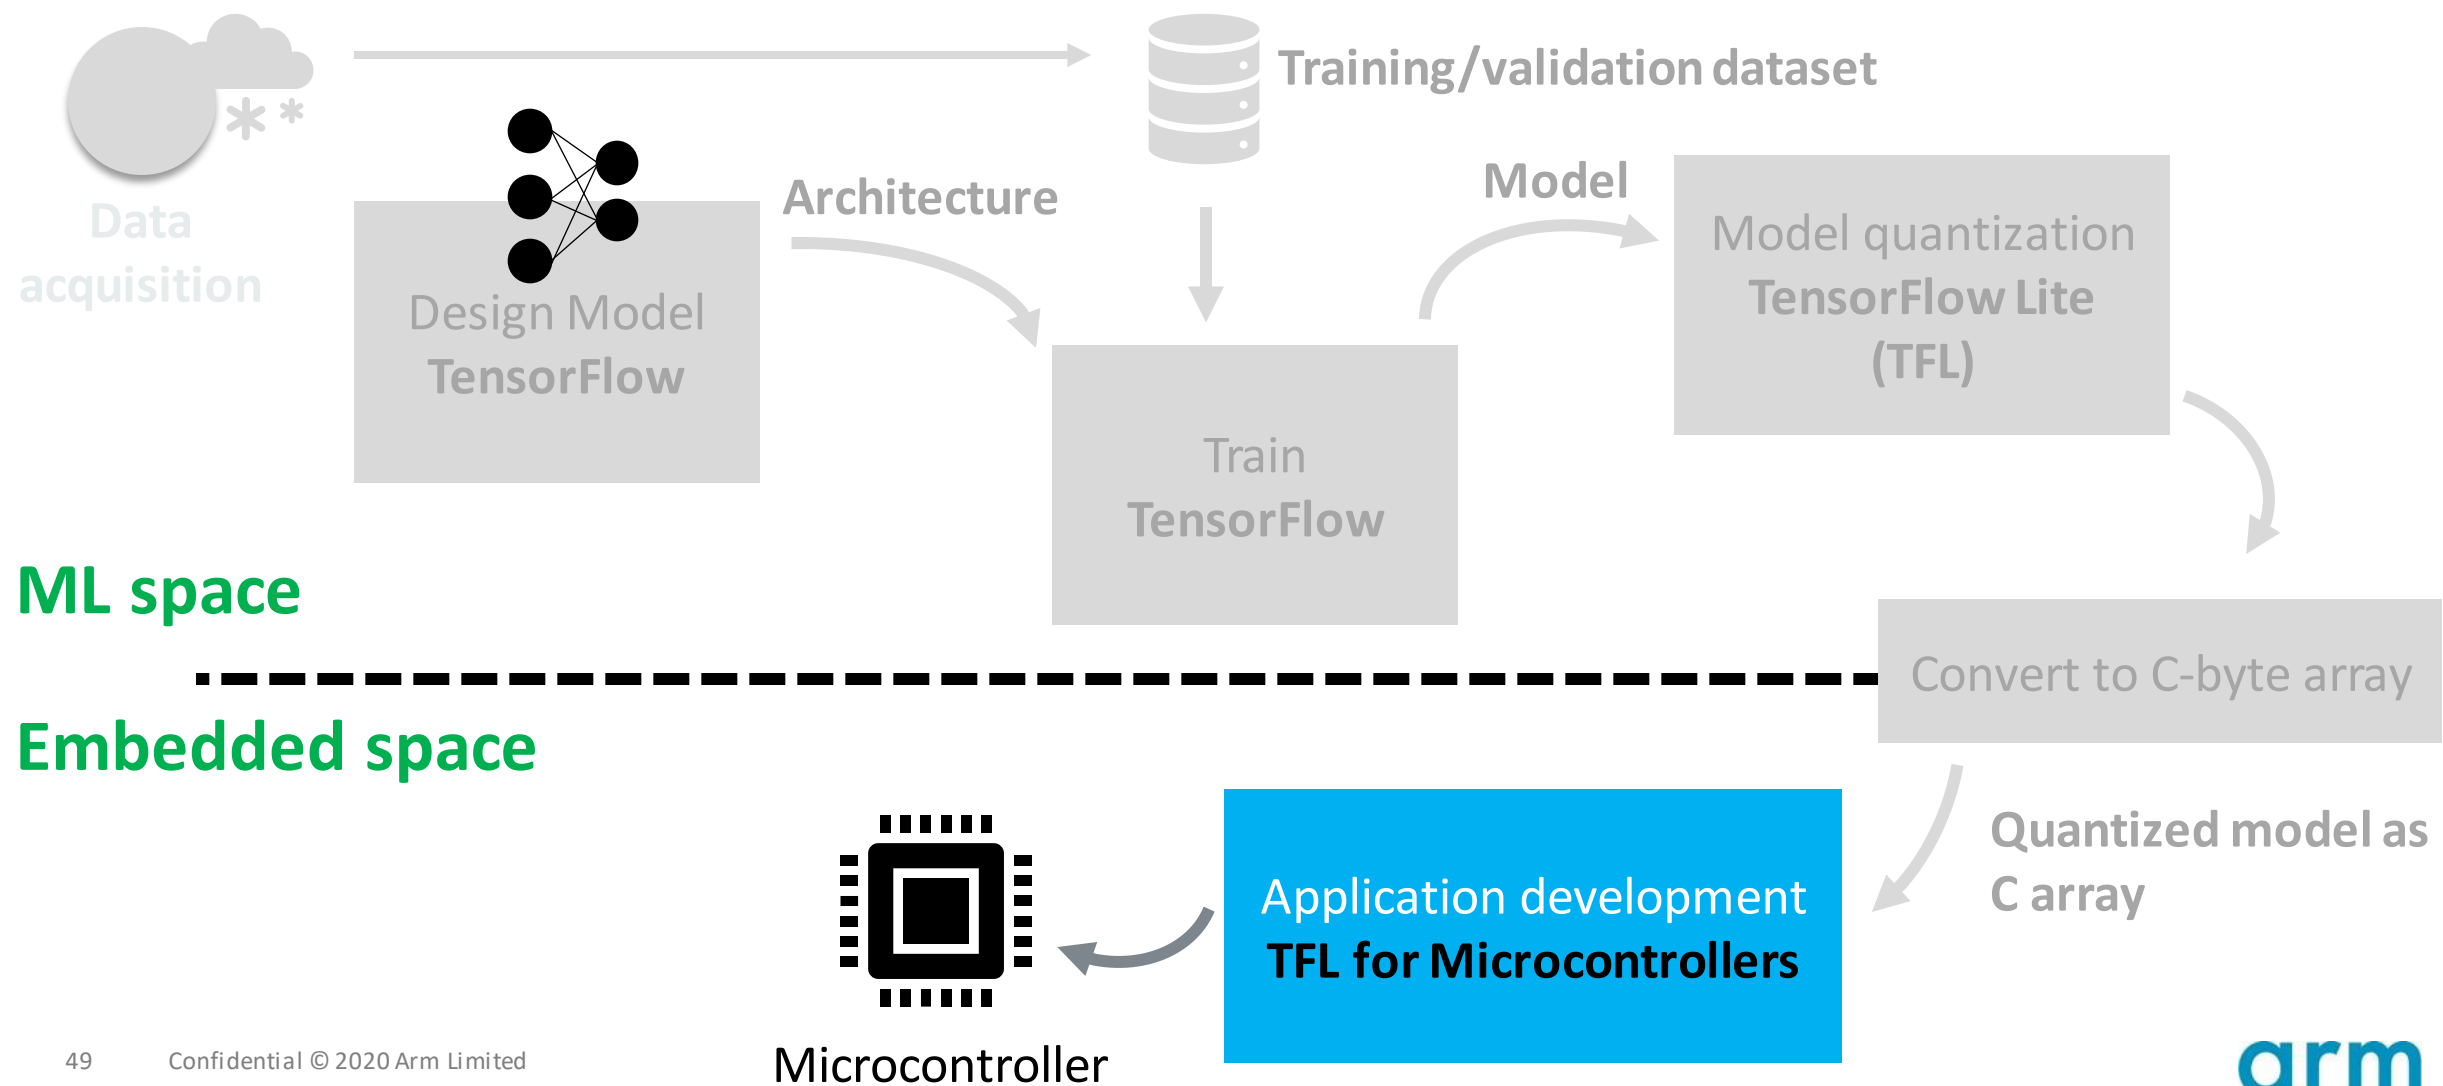 Training/validation dataset
Data
acquisition
Architecture
Model
Design Model
TensorFlow
Model quantization
TensorFlow Lite
(TFL)
Train
TensorFlow
ML space
Convert to C-byte array
Embedded space
Quantized model as
C array
Application development
TFL for Microcontrollers
Microcontroller
49 Confidential © 2020 Arm Limited
arm